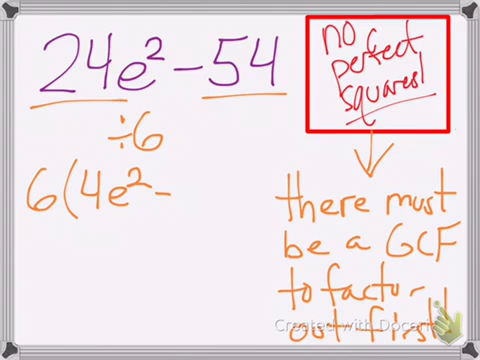 24e² - 54
÷6
6(4e² -
no
perfect
squares!
there must
be a GCF
to factor
out first!
Created with Doceri